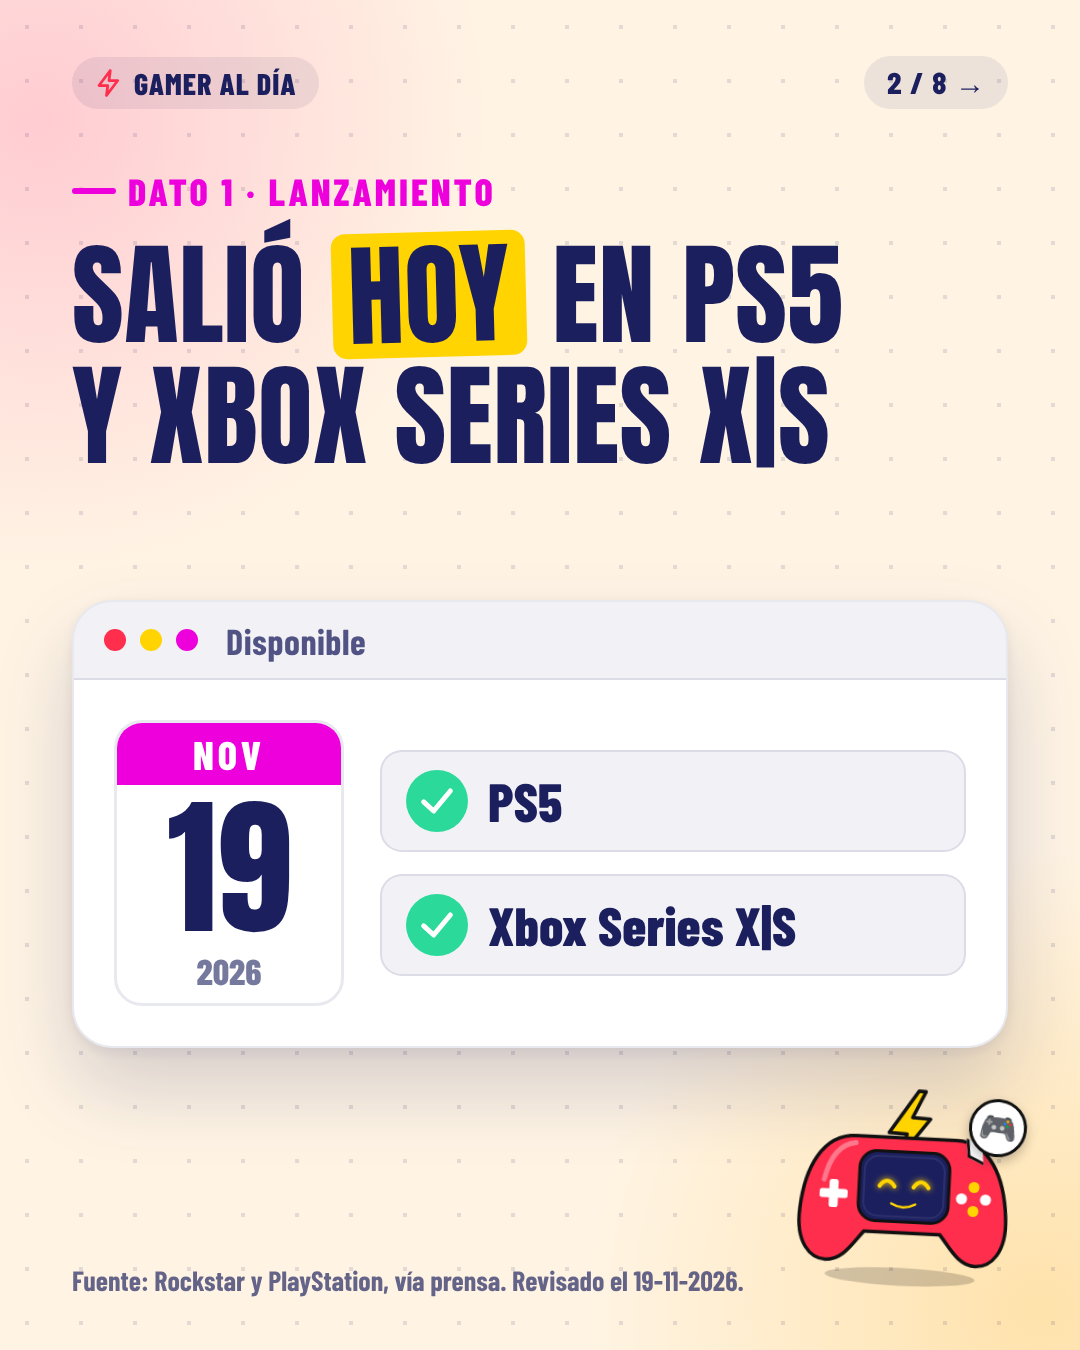 GAMER AL DÍA
2 / 8 →
DATO 1 · LANZAMIENTO
SALIÓ HOY EN PS5
Y XBOX SERIES X|S
Disponible
NOV
19
2026
PS5
Xbox Series X|S
Fuente: Rockstar y PlayStation, vía prensa. Revisado el 19-11-2026.